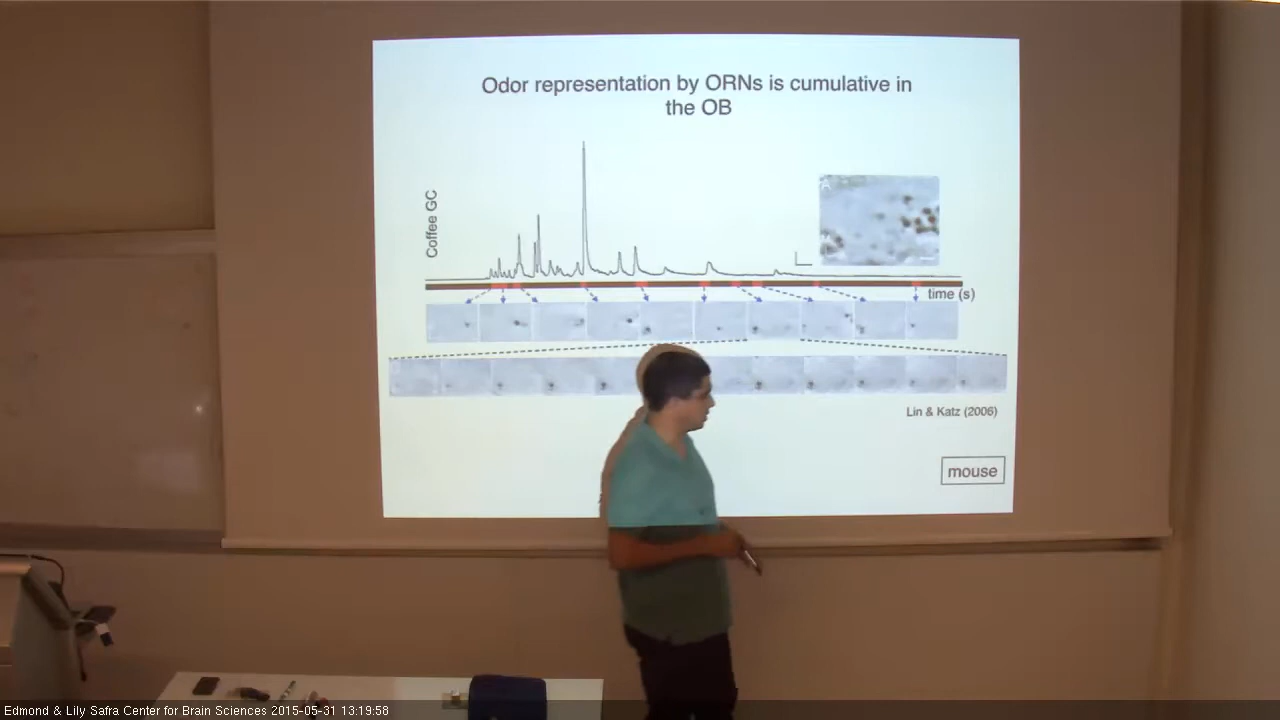 Odor representation by ORNs is cumulative in
the OB
Coffee GC
A
time (s)
Lin & Katz (2006)
mouse
Edmond & Lily Safra Center for Brain Sciences 2015-05-31 13:19:58